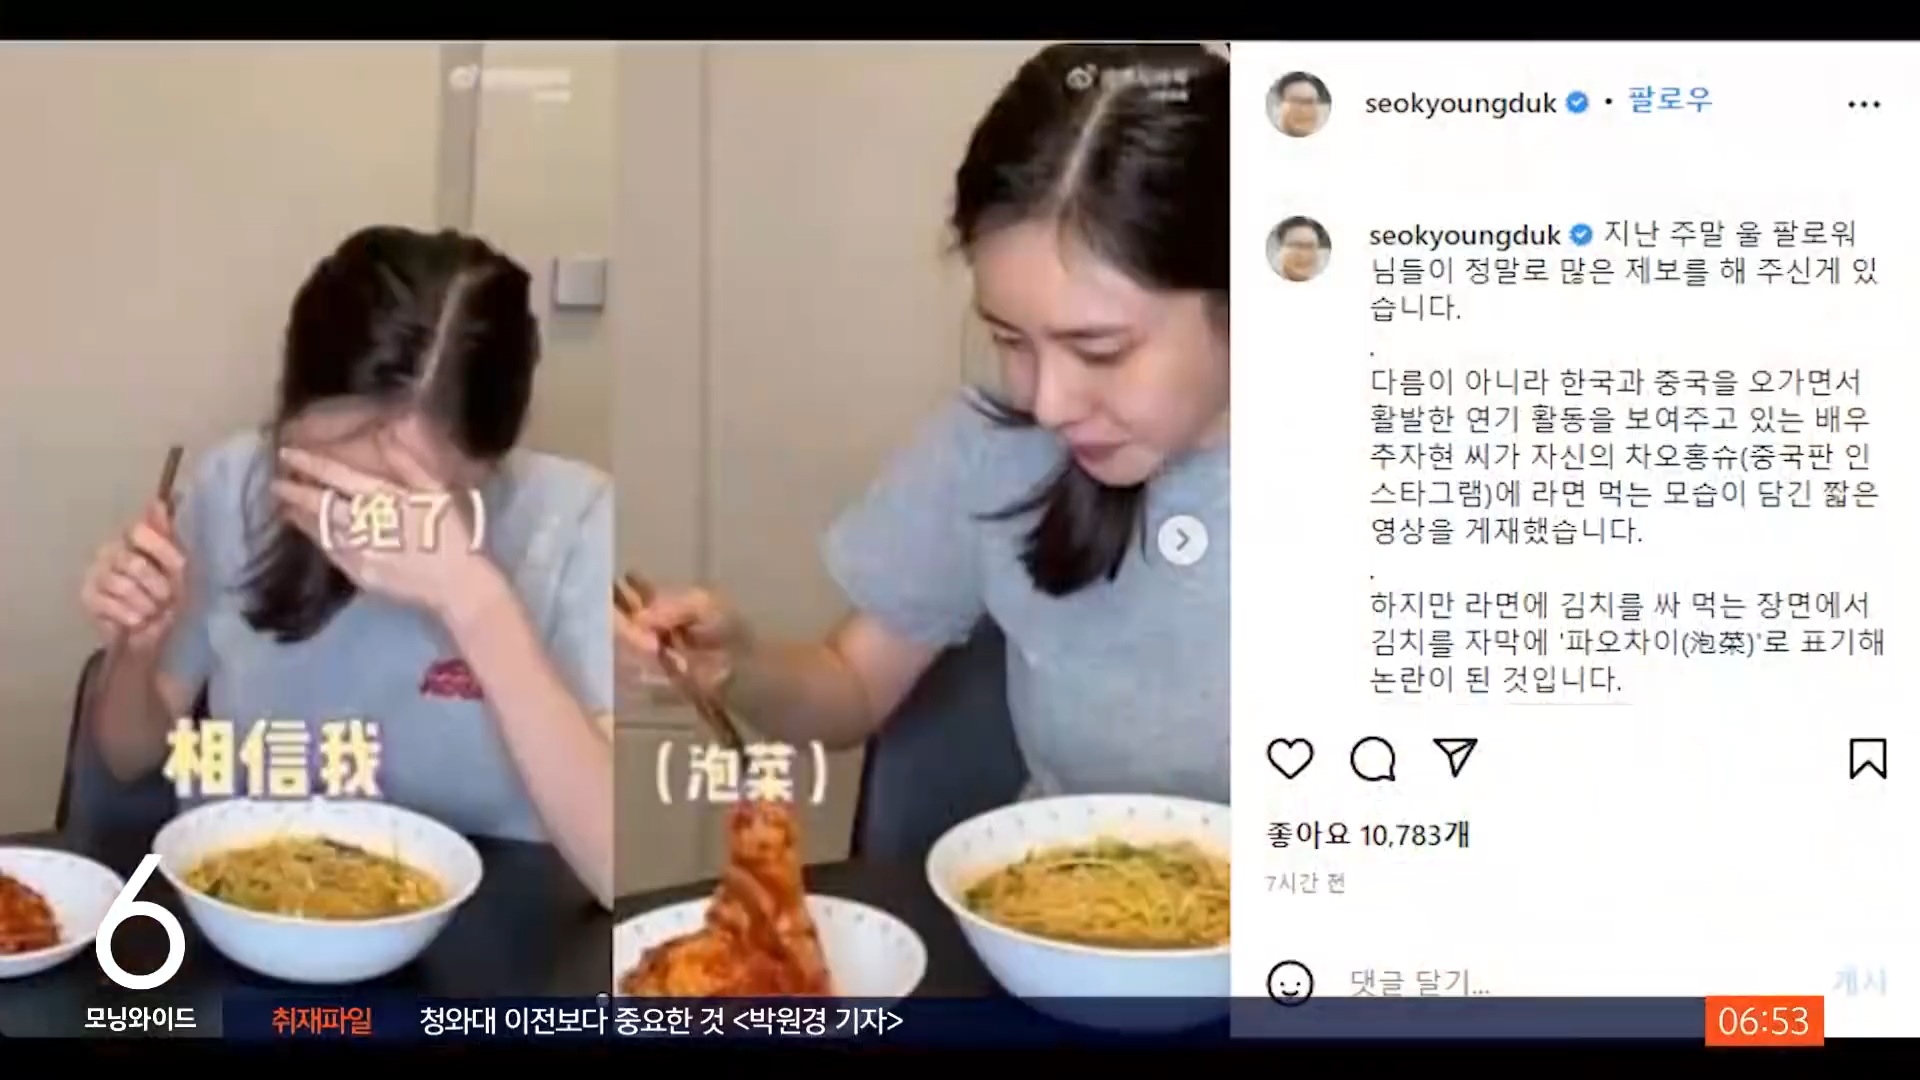 (绝了)
相信我
(泡菜)
seokyoungduk • 팔로우
seokyoungduk 지난 주말 울 팔로워
님들이 정말로 많은 제보를 해 주신게 있
습니다.
.
다름이 아니라 한국과 중국을 오가면서
활발한 연기 활동을 보여주고 있는 배우
추자현 씨가 자신의 차오홍슈(중국판 인
스타그램)에 라면 먹는 모습이 담긴 짧은
영상을 게재했습니다.
.
하지만 라면에 김치를 싸 먹는 장면에서
김치를 자막에 '파오차이(泡菜)'로 표기해
논란이 된 것입니다.
좋아요 10,783개
7시간 전
댓글 달기...
게시
6
모닝와이드
취재파일 청와대 이전보다 중요한 것 <박원경 기자>
06:53